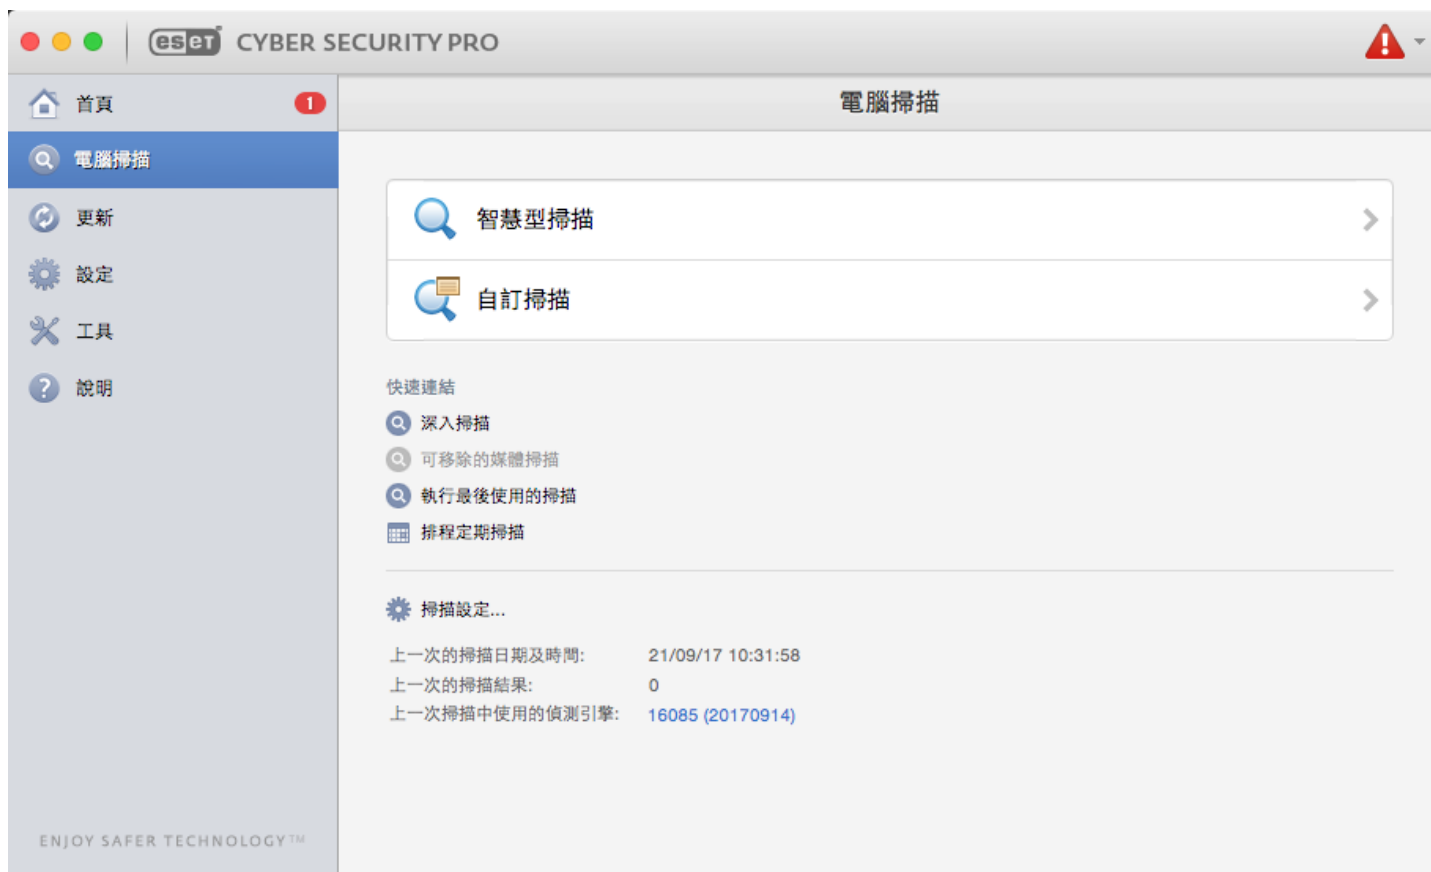 eset CYBER SECURITY PRO
首頁 1
電腦掃描
更新
設定
工具
說明
ENJOY SAFER TECHNOLOGY™
電腦掃描
智慧型掃描
自訂掃描
快速連結
深入掃描
可移除的媒體掃描
執行最後使用的掃描
排程定期掃描
掃描設定...
上一次的掃描日期及時間: 21/09/17 10:31:58
上一次的掃描結果: 0
上一次掃描中使用的偵測引擎: 16085 (20170914)